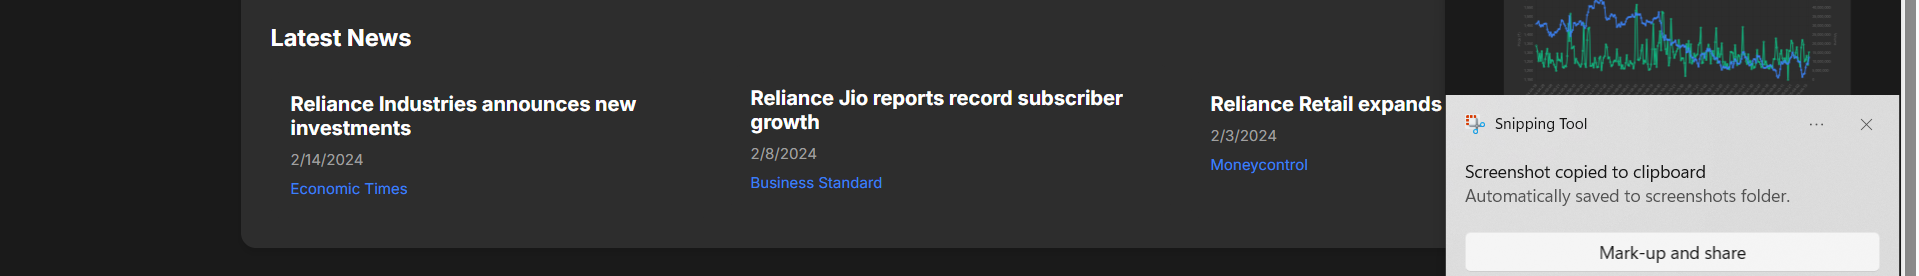 Latest News
Reliance Industries announces new
investments
2/14/2024
Economic Times
Reliance Jio reports record subscriber
growth
2/8/2024
Business Standard
Reliance Retail expands
2/3/2024
Moneycontrol
Snipping Tool
Screenshot copied to clipboard
Automatically saved to screenshots folder.
Mark-up and share